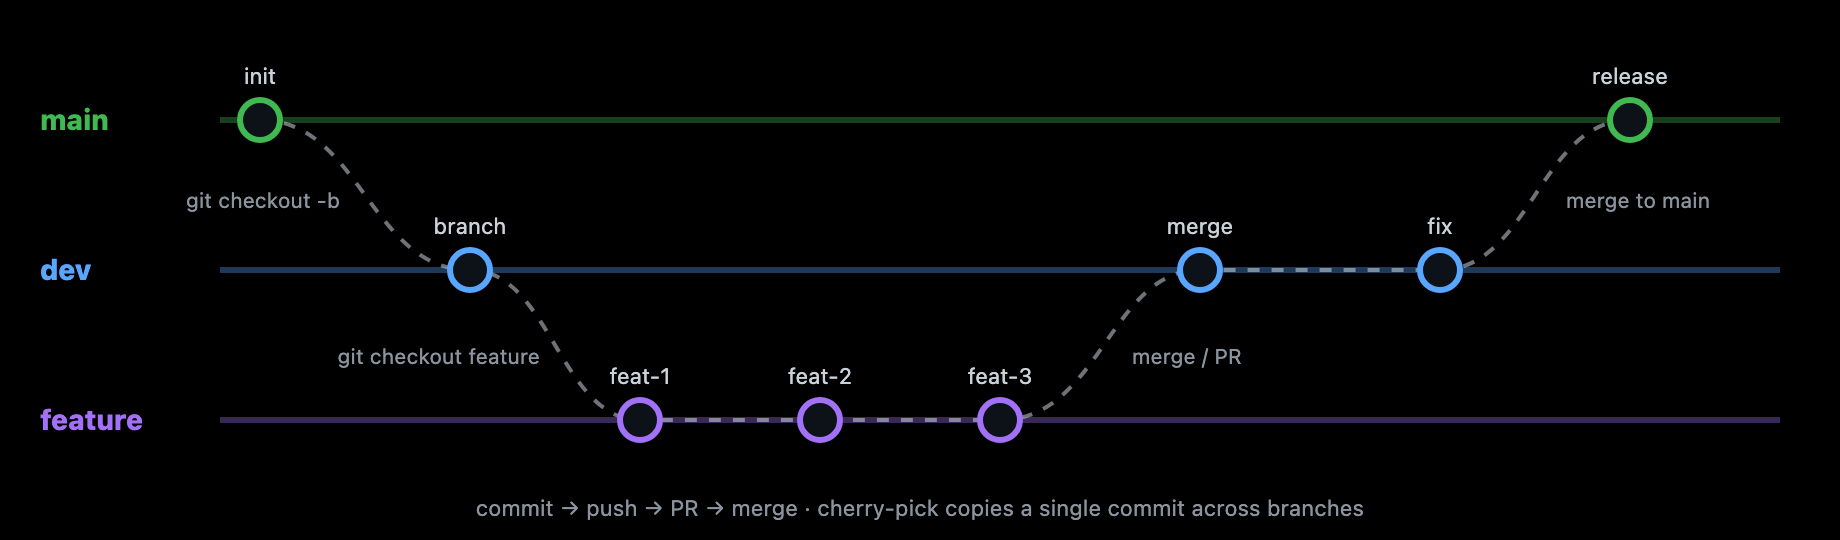 init
release
main
git checkout -b
merge to main
branch
merge
fix
dev
git checkout feature
merge / PR
feat-1
feat-2
feat-3
feature
commit → push → PR → merge · cherry-pick copies a single commit across branches